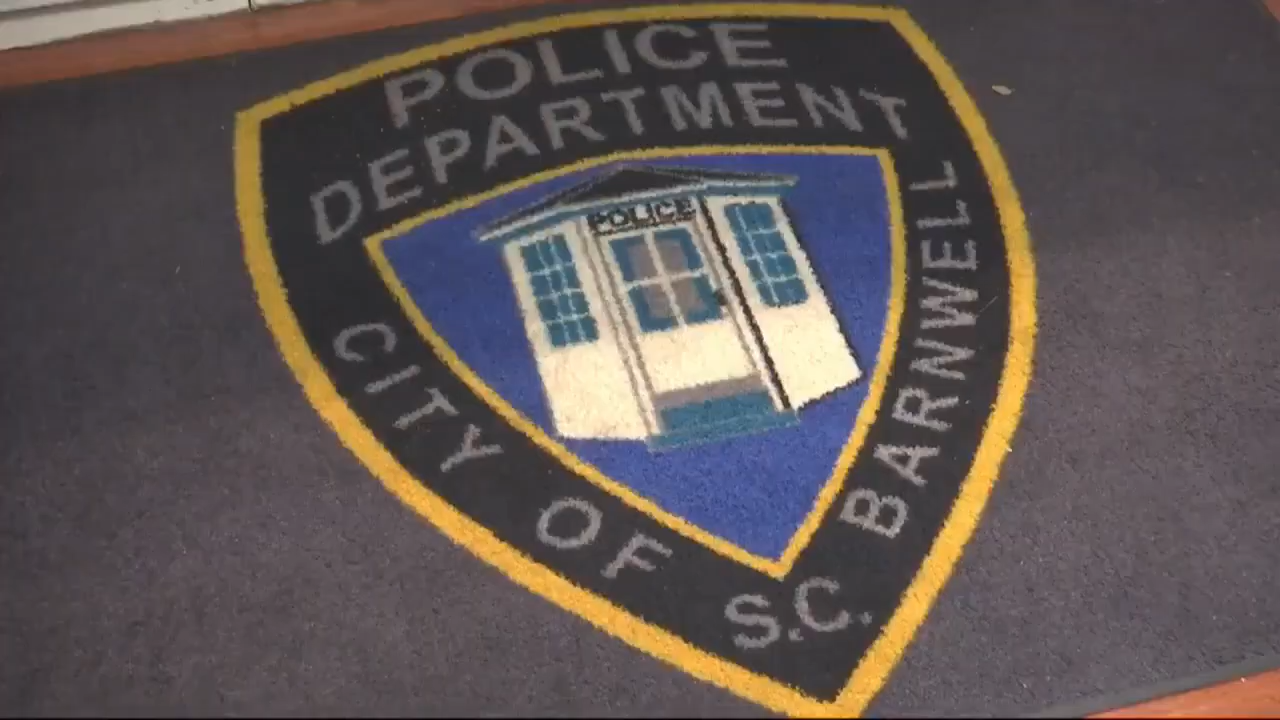 POLICE
DEPARTMENT
POLICE
CITY OF
BARNWELL
S.C.